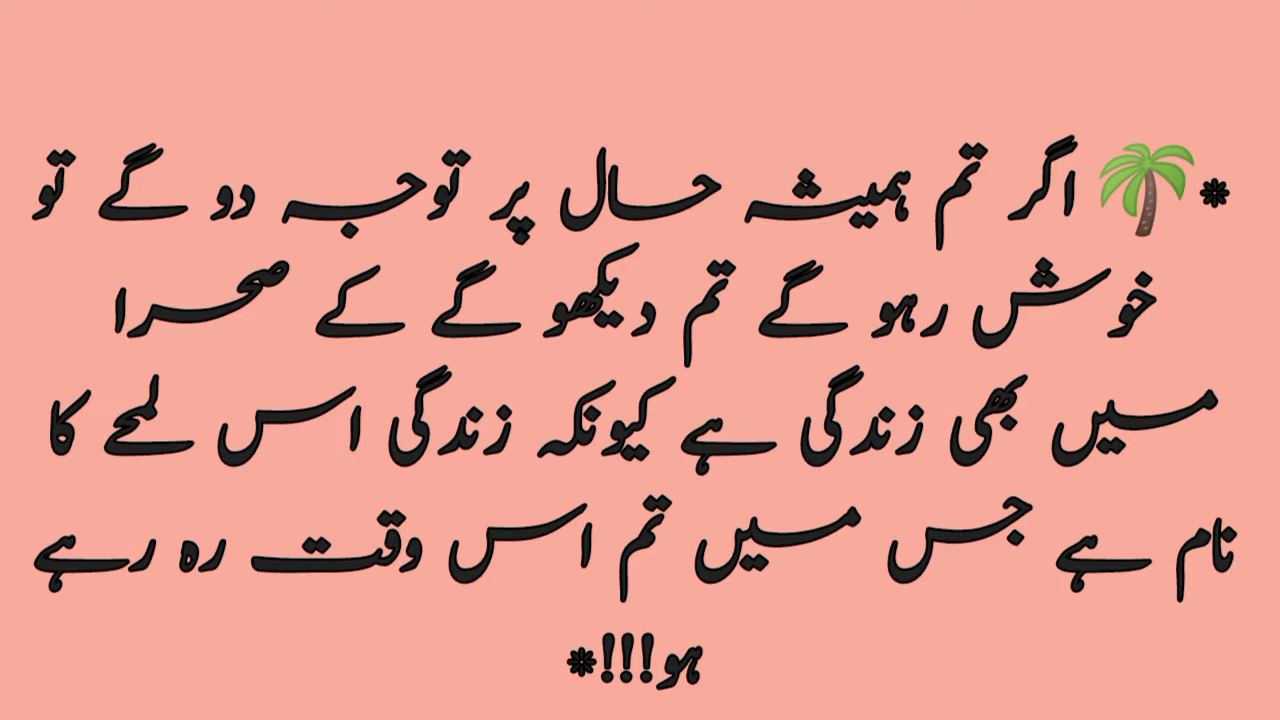 *🌴 اگر تم ہمیشہ حال پر توجہ دو گے تو
خوش رہو گے تم دیکھو گے کے صحرا
میں بھی زندگی ہے کیونکہ زندگی اس لمحے کا
نام ہے جس میں تم اس وقت رہ رہے
ہو!!!*